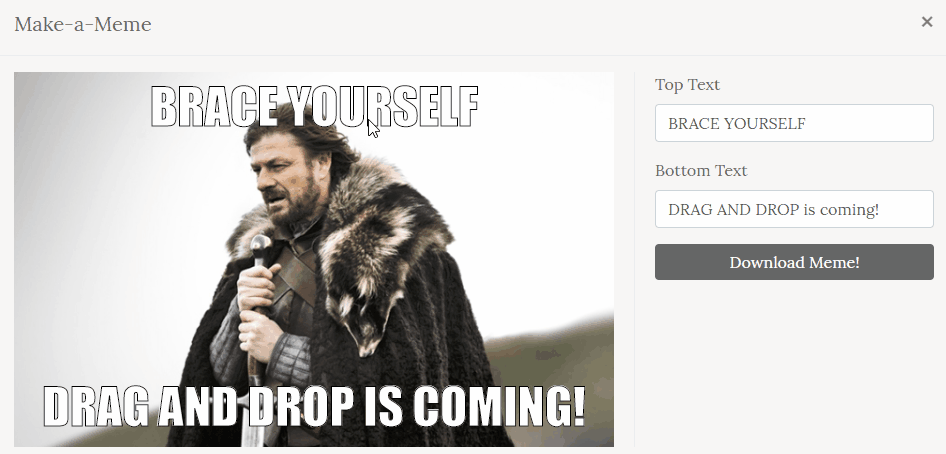 Make-a-Meme
×
BRACE YOURSELF
DRAG AND DROP IS COMING!
Top Text
BRACE YOURSELF
Bottom Text
DRAG AND DROP is coming!
Download Meme!